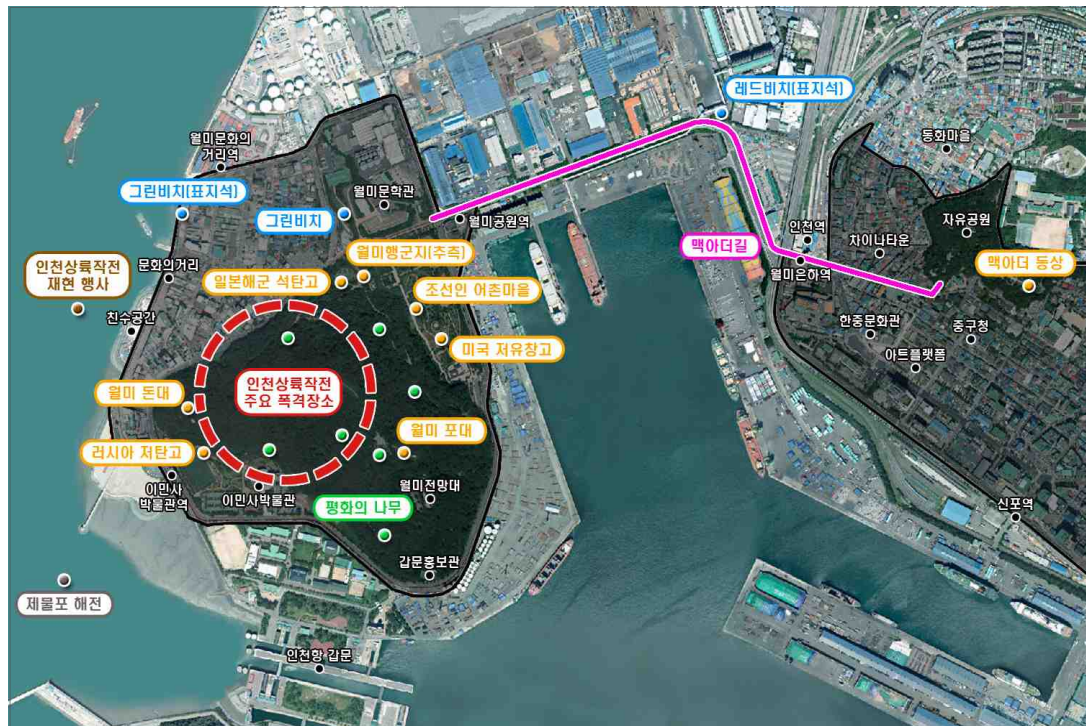 레드비치(표지석)
동화마을
월미문화의
거리역
그린비치(표지석)
그린비치
월미문학관
월미공원역
자유공원
인천역
차이나타운
맥아더길
월미은하역
맥아더 동상
월미행궁지(추측)
문화의거리
일본해군 석탄고
인천상륙작전
재현 행사
조선인 어촌마을
친수공간
한중문화관
중구청
미국 저유창고
아트플랫폼
인천상륙작전
주요 폭격장소
월미 돈대
월미 포대
러시아 저탄고
이민사
박물관역
이민사박물관
월미전망대
평화의 나무
신포역
갑문홍보관
제물포 해전
인천항 갑문